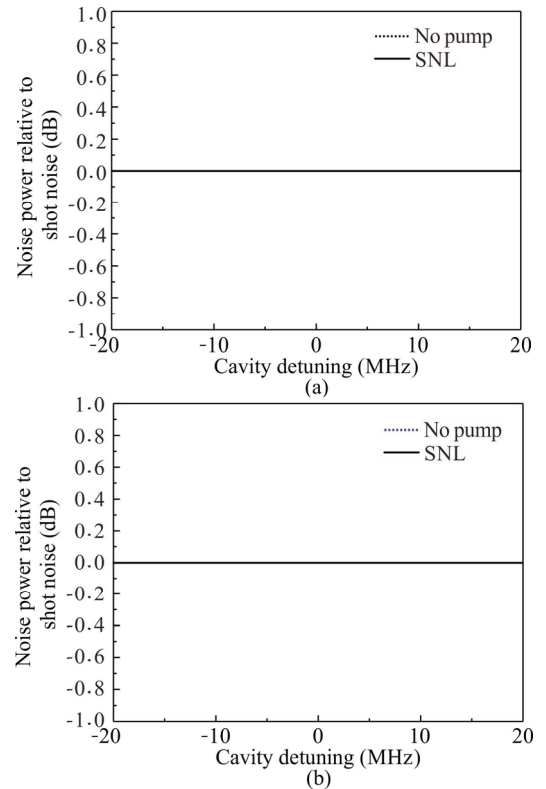 Noise power relative to
shot noise (dB)
1.0
0.8
0.6
0.4
0.2
0.0
-0.2
-0.4
-0.6
-0.8
-1.0
No pump
SNL
-20
-10
0
10
20
Cavity detuning (MHz)
(a)
Noise power relative to
shot noise (dB)
1.0
0.8
0.6
0.4
0.2
0.0
-0.2
-0.4
-0.6
-0.8
-1.0
No pump
SNL
-20
-10
0
10
20
Cavity detuning (MHz)
(b)